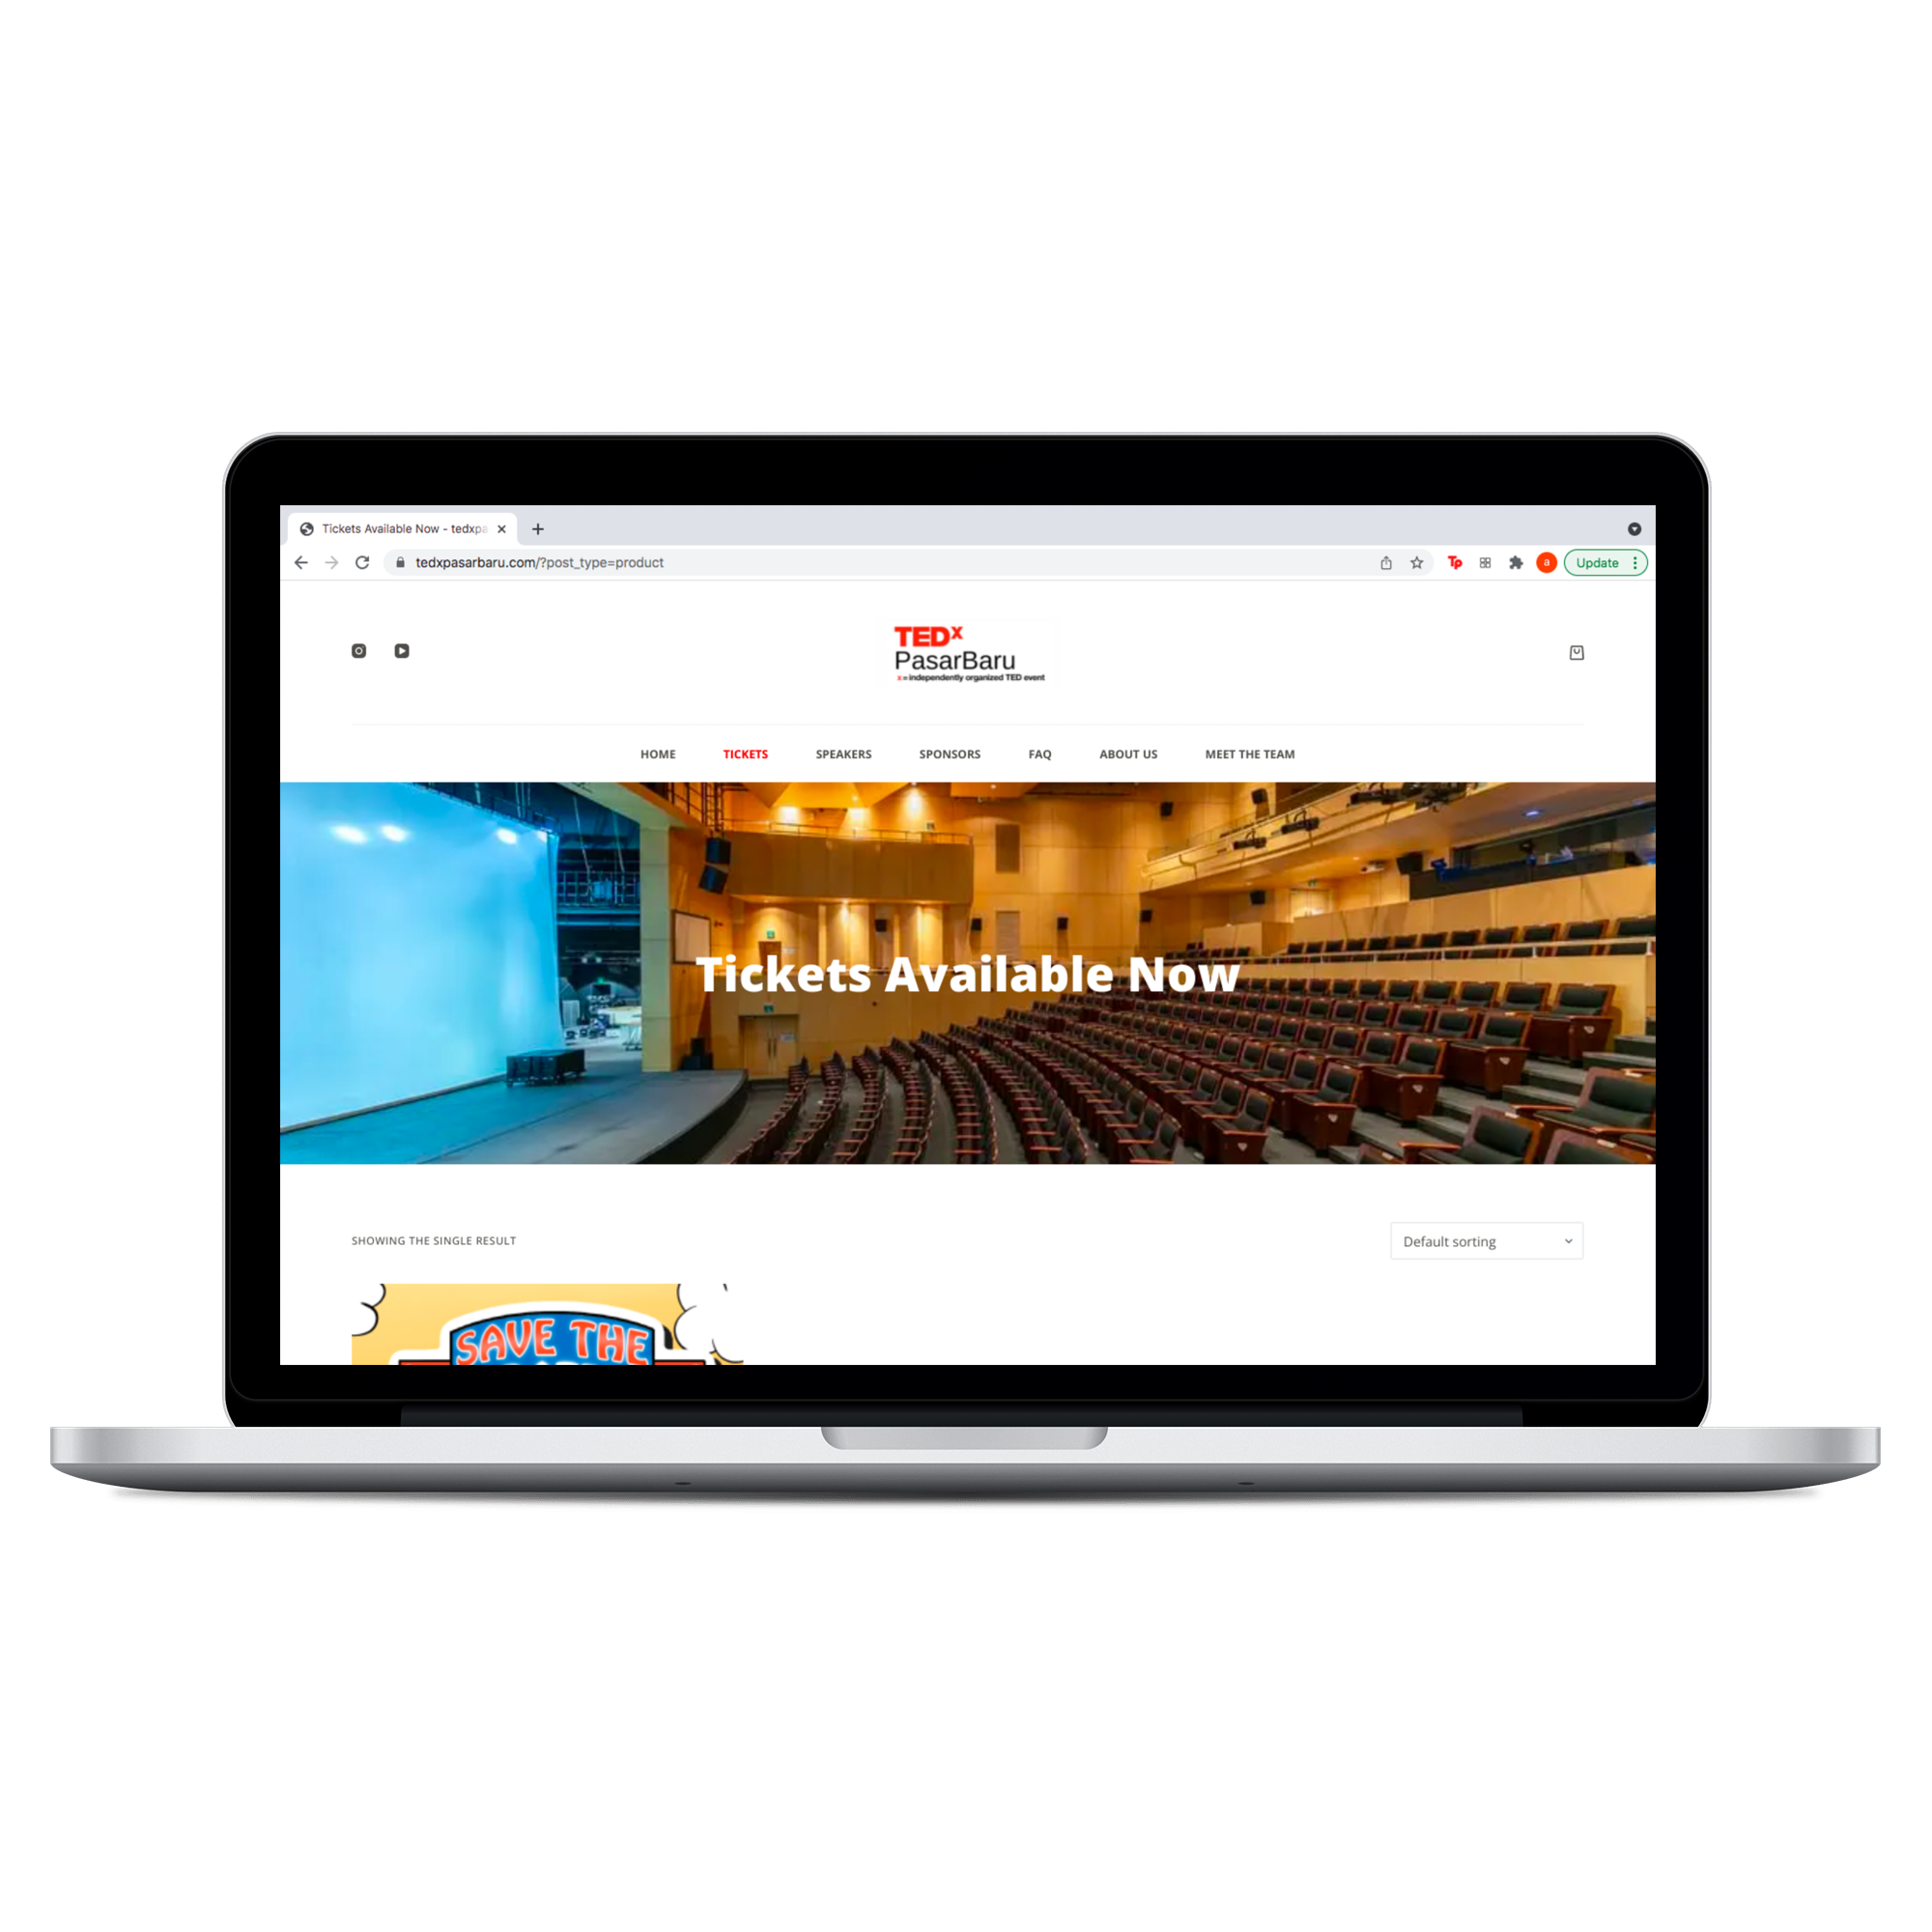 Tickets Available Now - tedxpa
tedxpasarbaru.com/?post_type=product
Tp
a
Update
TEDx
PasarBaru
x = independently organized TED event
HOME
TICKETS
SPEAKERS
SPONSORS
FAQ
ABOUT US
MEET THE TEAM
Tickets Available Now
SHOWING THE SINGLE RESULT
Default sorting
SAVE THE